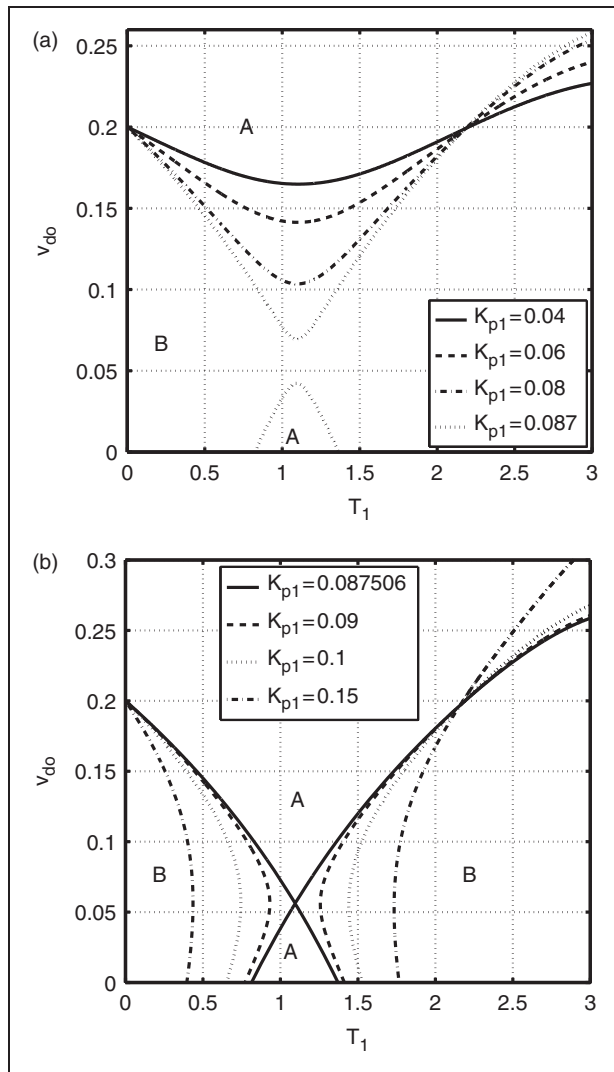 (a)
0.25
0.2
0.15
0.1
0.05
0
v_do
A
B
A
K_p1=0.04
K_p1=0.06
K_p1=0.08
K_p1=0.087
0 0.5 1 1.5 2 2.5 3
T_1
(b)
0.3
0.25
0.2
0.15
0.1
0.05
0
v_do
K_p1=0.087506
K_p1=0.09
K_p1=0.1
K_p1=0.15
A
B
B
A
0 0.5 1 1.5 2 2.5 3
T_1